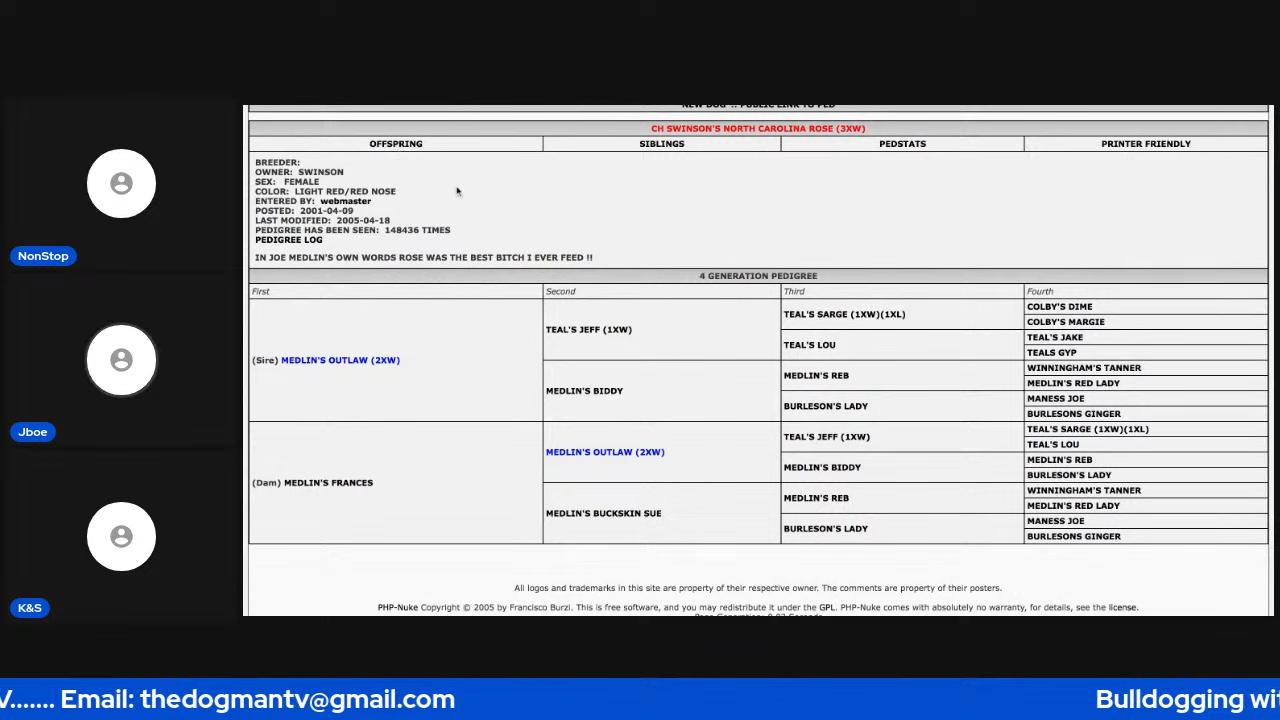 NEW DOG :: PUBLIC LINK TO PED
CH SWINSON'S NORTH CAROLINA ROSE (3XW)
OFFSPRING SIBLINGS PEDSTATS PRINTER FRIENDLY
BREEDER:
OWNER: SWINSON
SEX: FEMALE
COLOR: LIGHT RED/RED NOSE
ENTERED BY: webmaster
POSTED: 2001-04-09
LAST MODIFIED: 2005-04-18
PEDIGREE HAS BEEN SEEN: 148436 TIMES
PEDIGREE LOG
IN JOE MEDLIN'S OWN WORDS ROSE WAS THE BEST BITCH I EVER FEED !!
4 GENERATION PEDIGREE
First Second Third Fourth
(Sire) MEDLIN'S OUTLAW (2XW)
TEAL'S JEFF (1XW)
TEAL'S SARGE (1XW)(1XL)
COLBY'S DIME
COLBY'S MARGIE
TEAL'S LOU
TEAL'S JAKE
TEALS GYP
MEDLIN'S BIDDY
MEDLIN'S REB
WINNINGHAM'S TANNER
MEDLIN'S RED LADY
BURLESON'S LADY
MANESS JOE
BURLESONS GINGER
(Dam) MEDLIN'S FRANCES
MEDLIN'S OUTLAW (2XW)
TEAL'S JEFF (1XW)
TEAL'S SARGE (1XW)(1XL)
TEAL'S LOU
MEDLIN'S BIDDY
MEDLIN'S REB
BURLESON'S LADY
MEDLIN'S BUCKSKIN SUE
MEDLIN'S REB
WINNINGHAM'S TANNER
MEDLIN'S RED LADY
BURLESON'S LADY
MANESS JOE
BURLESONS GINGER
All logos and trademarks in this site are property of their respective owner. The comments are property of their posters.
PHP-Nuke Copyright © 2005 by Francisco Burzi. This is free software, and you may redistribute it under the GPL. PHP-Nuke comes with absolutely no warranty, for details, see the license.
NonStop
Jboe
K&S
V....... Email: thedogmantv@gmail.com Bulldogging wit